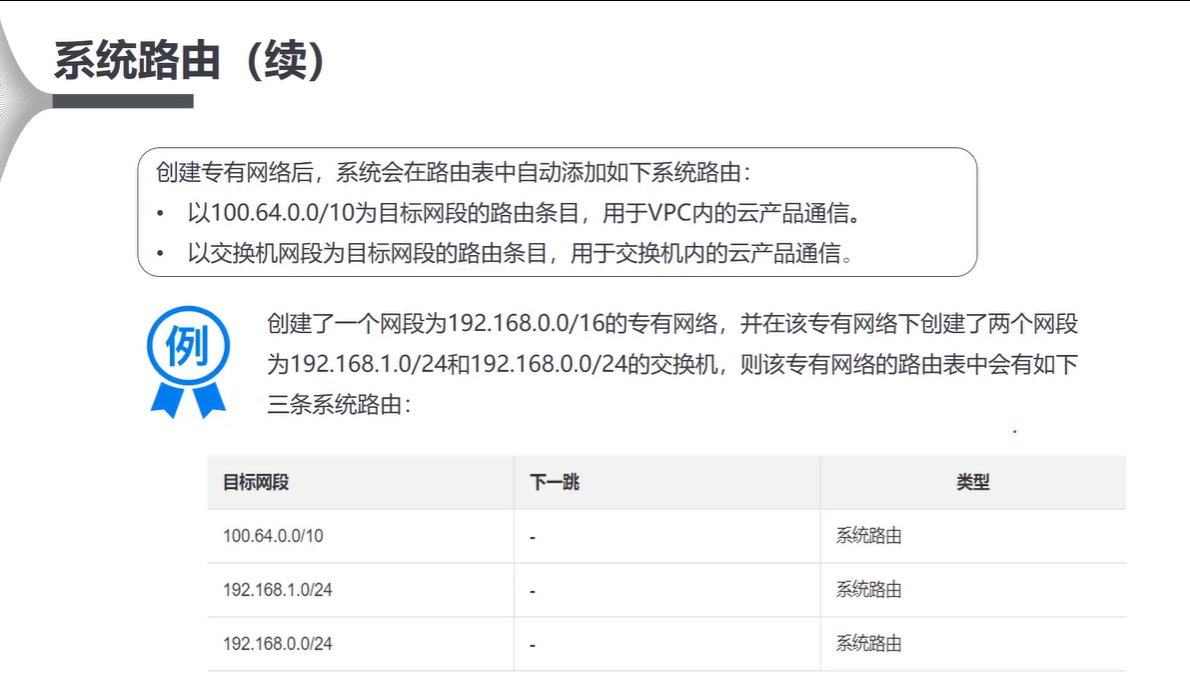 系统路由（续）
创建专有网络后，系统会在路由表中自动添加如下系统路由：
• 以100.64.0.0/10为目标网段的路由条目，用于VPC内的云产品通信。
• 以交换机网段为目标网段的路由条目，用于交换机内的云产品通信。
例
创建了一个网段为192.168.0.0/16的专有网络，并在该专有网络下创建了两个网段
为192.168.1.0/24和192.168.0.0/24的交换机，则该专有网络的路由表中会有如下
三条系统路由：
目标网段 下一跳 类型
100.64.0.0/10 - 系统路由
192.168.1.0/24 - 系统路由
192.168.0.0/24 - 系统路由